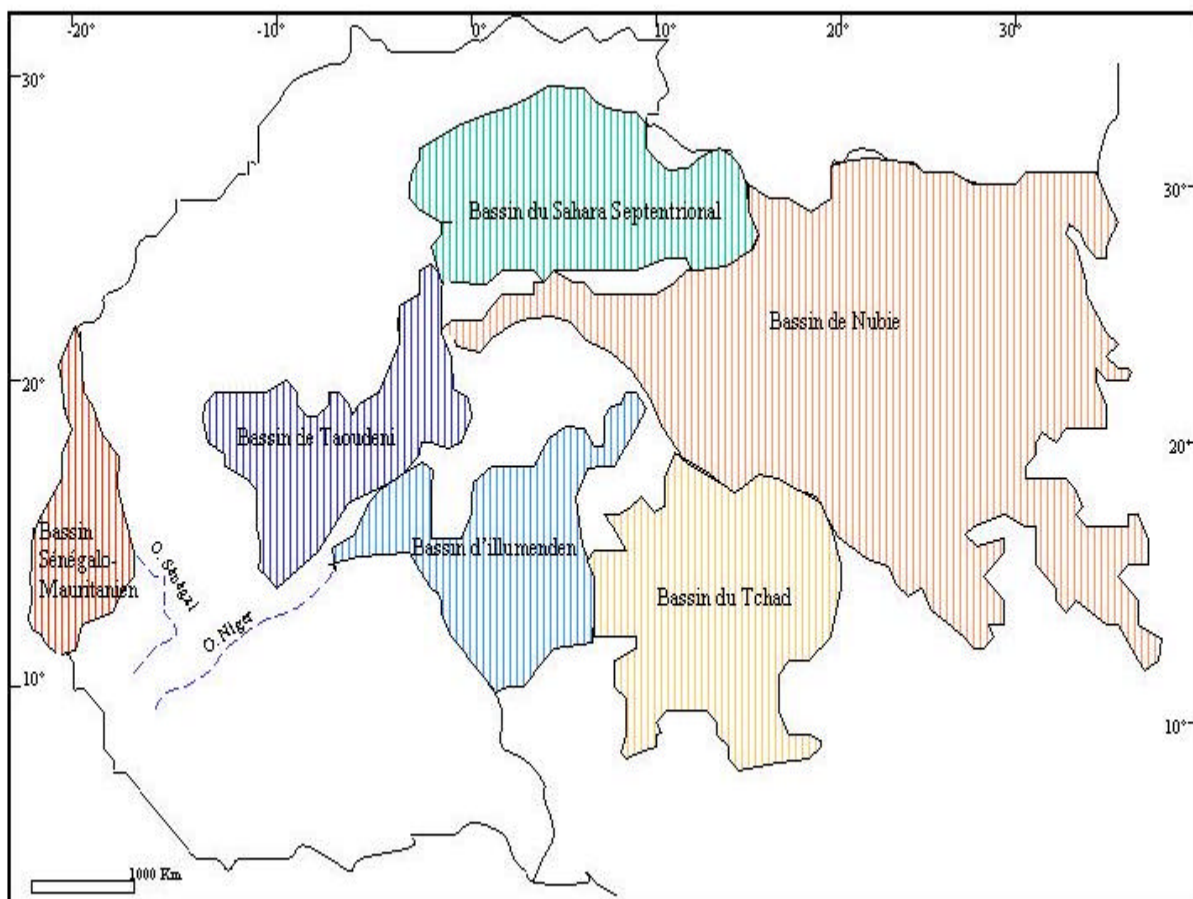 -20°
-10°
0°
10°
20°
30°
30°
30°
Bassin du Sahara Septentrional
Bassin de Nubie
20°
20°
Bassin de Taoudeni
Bassin
Sénégalo-
Mauritanien
O. Sénégal
O. Niger
Bassin d'illumenden
Bassin du Tchad
10°
10°
1000 Km